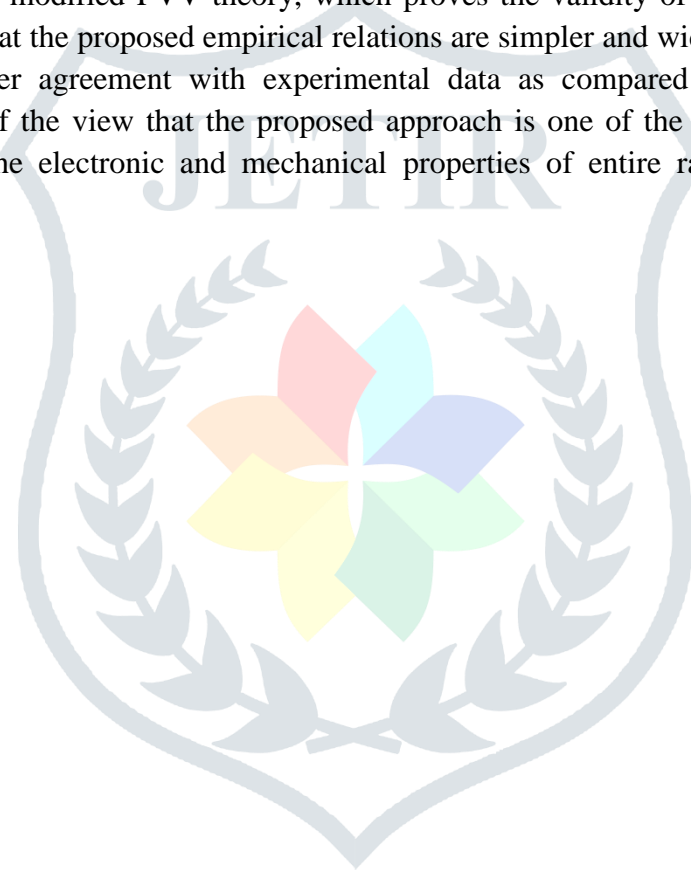 modified PVV theory, which proves the validity of
at the proposed empirical relations are simpler and wid
er agreement with experimental data as compared
f the view that the proposed approach is one of the
ne electronic and mechanical properties of entire ra
JETIR